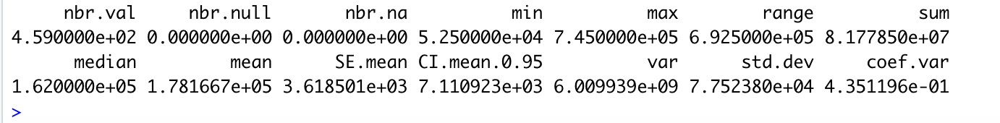 nbr.val nbr.null nbr.na min max range sum
4.590000e+02 0.000000e+00 0.000000e+00 5.250000e+04 7.450000e+05 6.925000e+05 8.177850e+07
median mean SE.mean CI.mean.0.95 var std.dev coef.var
1.620000e+05 1.781667e+05 3.618501e+03 7.110923e+03 6.009939e+09 7.752380e+04 4.351196e-01
>